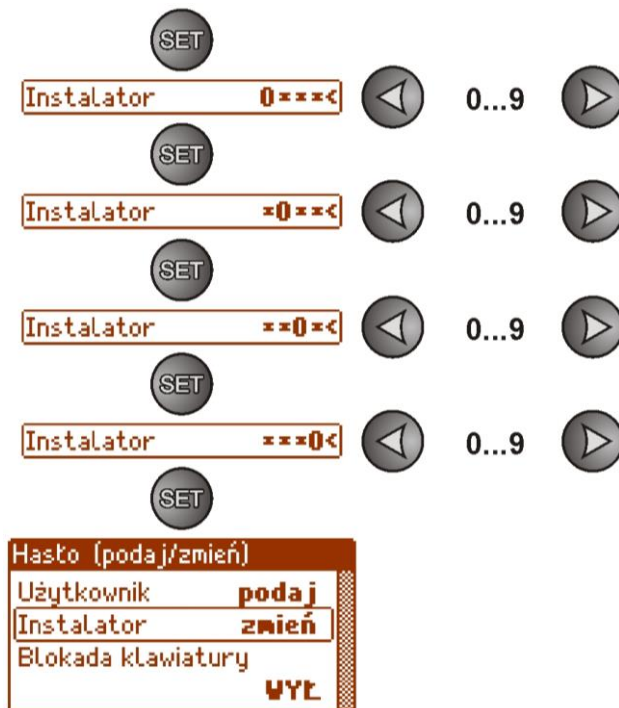 SET
Instalator 0***<
0...9
SET
Instalator *0**<
0...9
SET
Instalator **0*<
0...9
SET
Instalator ***0<
0...9
SET
Hasło (podaj/zmień)
Użytkownik podaj
Instalator zmień
Blokada klawiatury
WYŁ